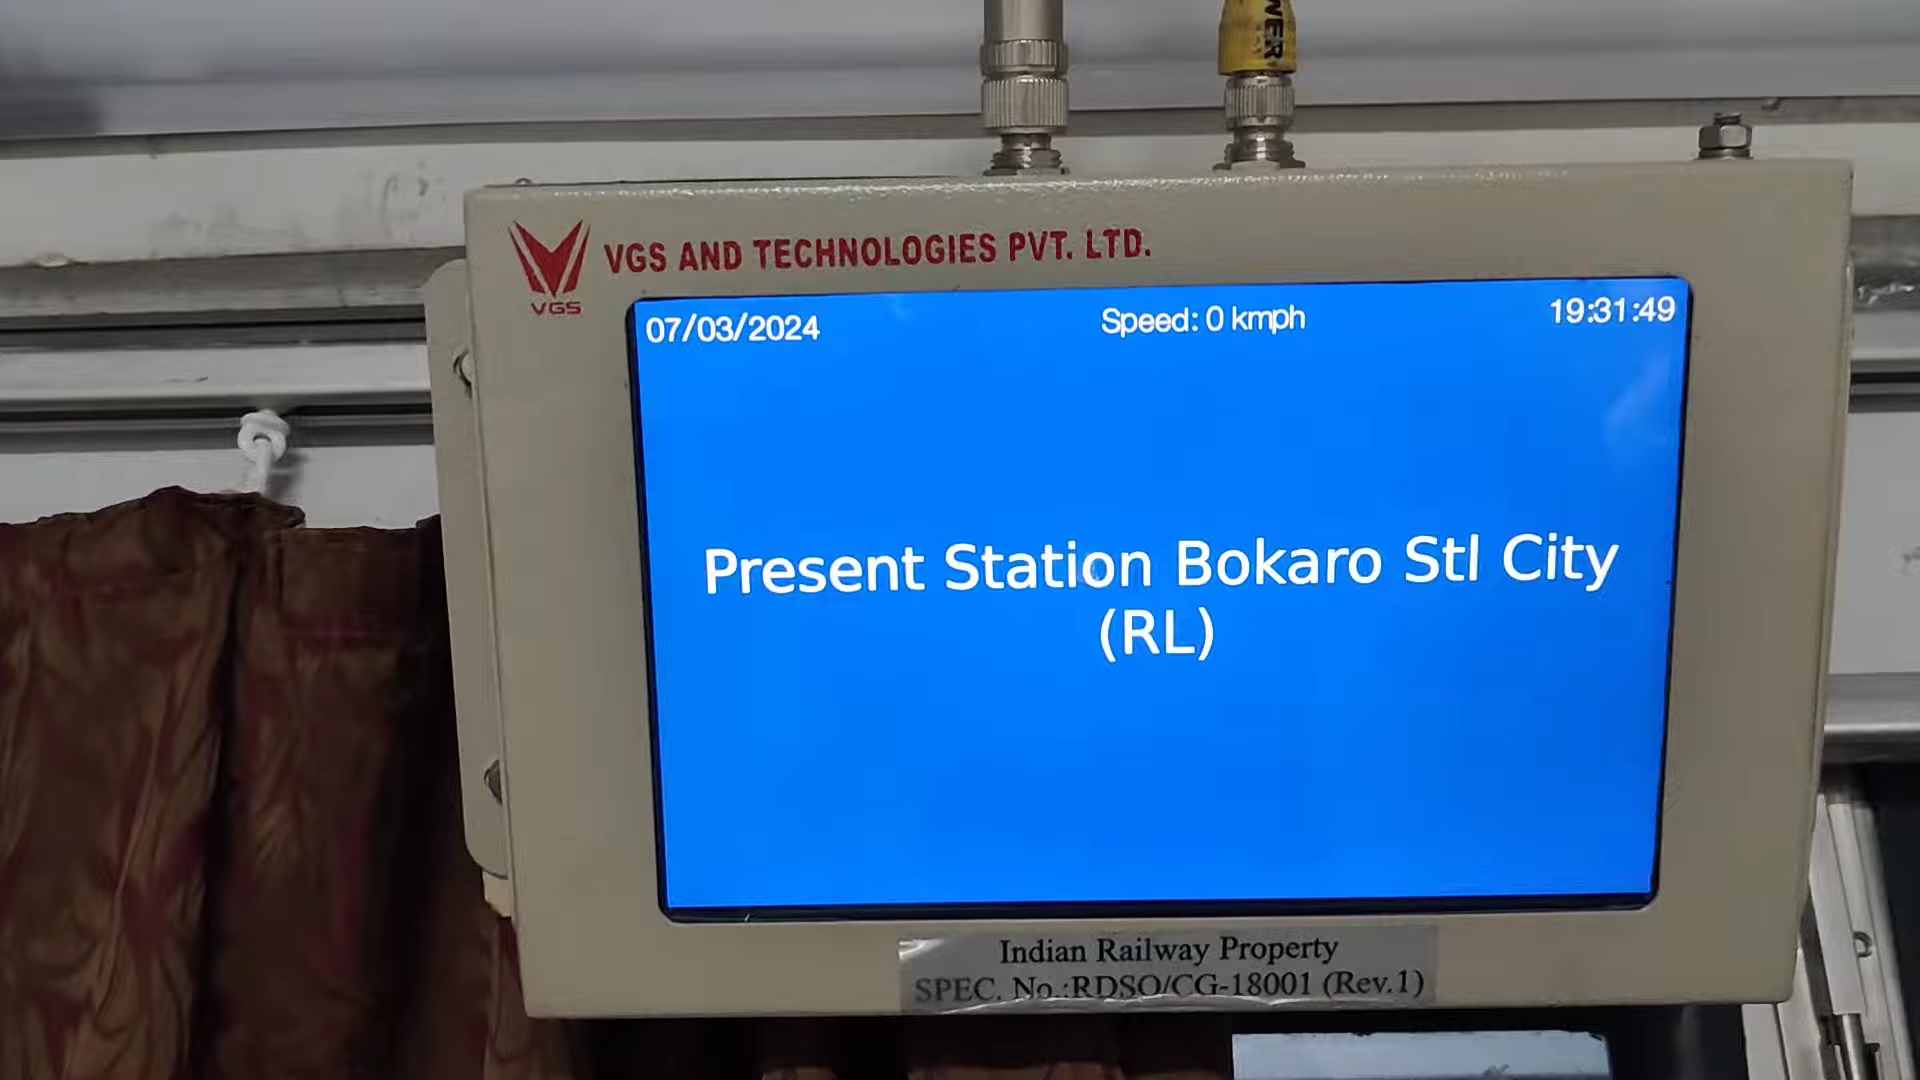 WER
VGS AND TECHNOLOGIES PVT. LTD.
VGS
07/03/2024 Speed: 0 kmph 19:31:49
Present Station Bokaro Stl City
(RL)
Indian Railway Property
SPEC. No.:RDSO/CG-18001 (Rev.1)